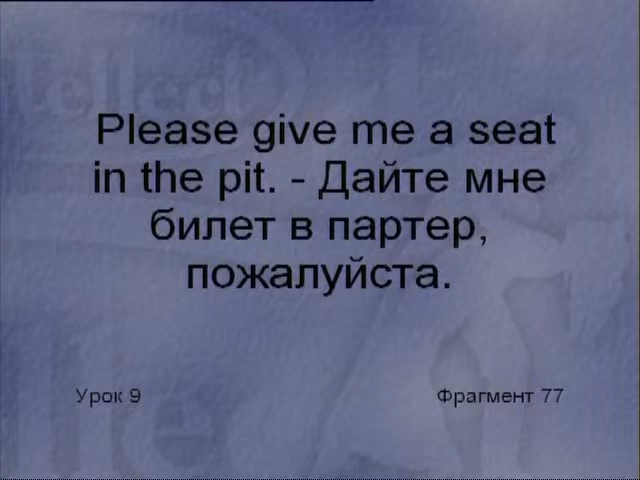 Please give me a seat
in the pit. - Дайте мне
билет в партер,
пожалуйста.
Урок 9
Фрагмент 77